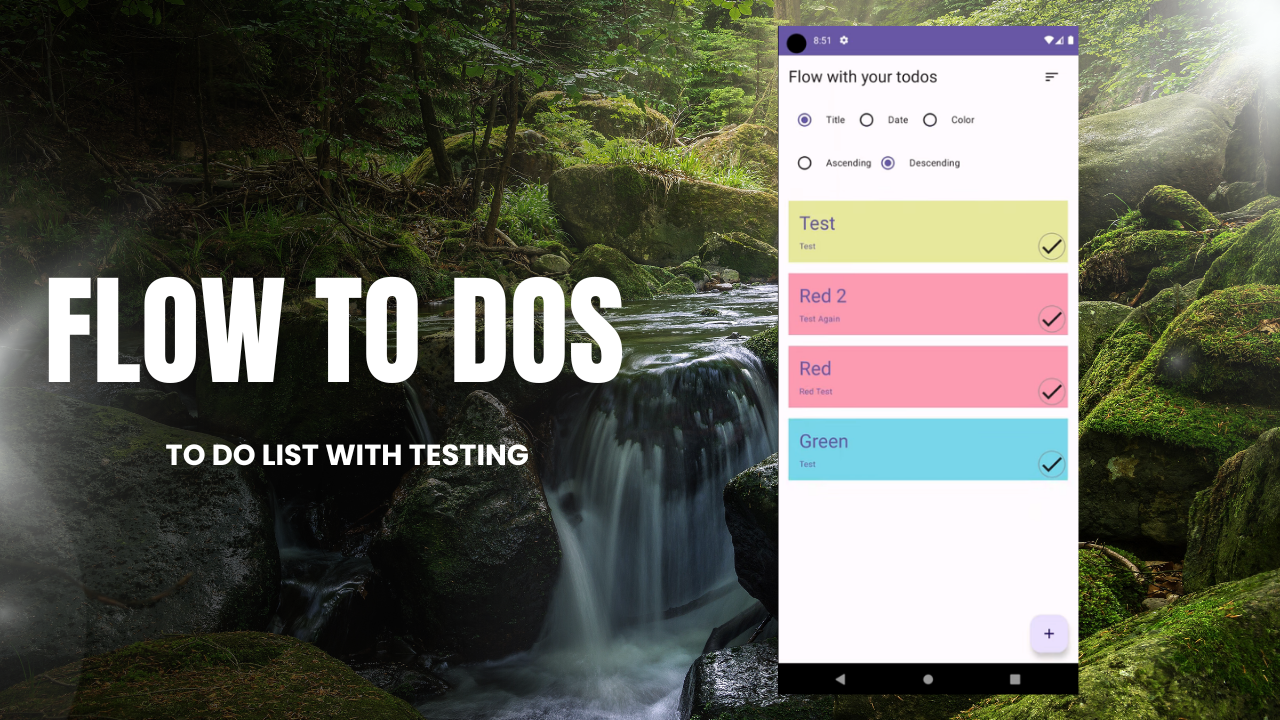 FLOW TO DOS
TO DO LIST WITH TESTING
8:51
Flow with your todos
Title Date Color
Ascending Descending
Test
Test
Red 2
Test Again
Red
Red Test
Green
Test
+